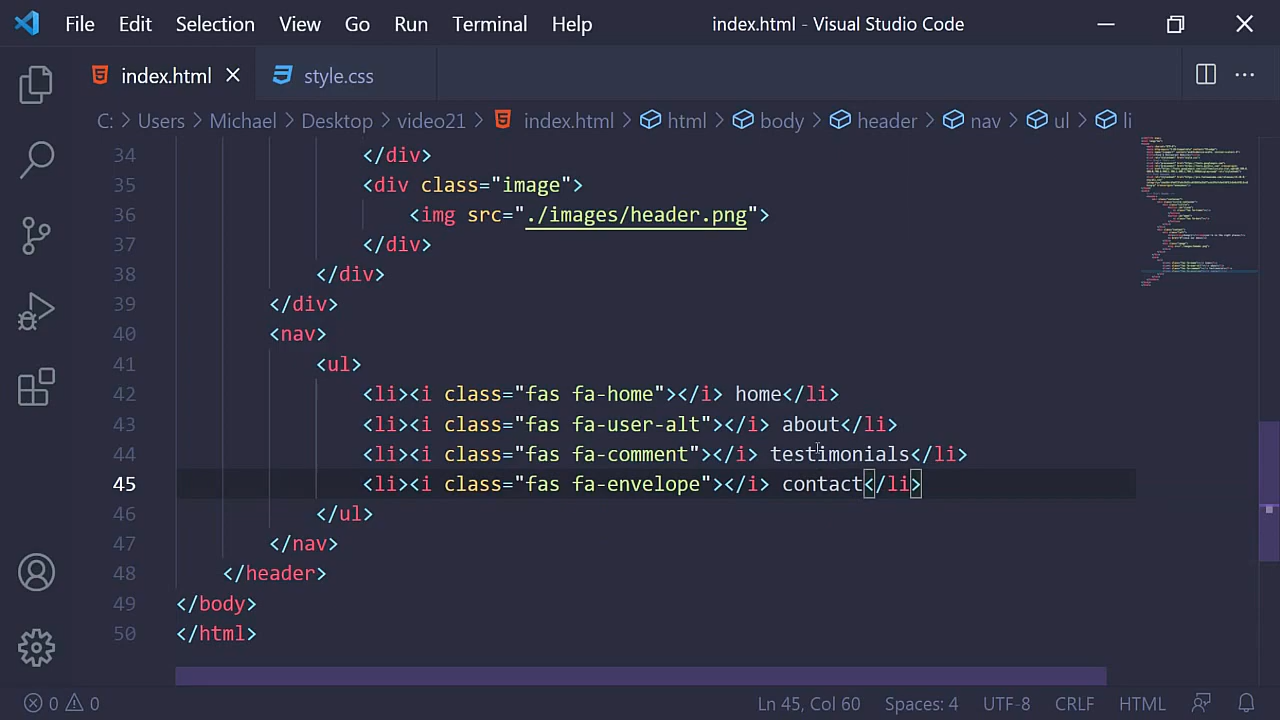 File Edit Selection View Go Run Terminal Help index.html - Visual Studio Code
index.html style.css
C: > Users > Michael > Desktop > video21 > index.html > html > body > header > nav > ul > li
34 </div>
35 <div class="image">
36 <img src="./images/header.png">
37 </div>
38 </div>
39 </div>
40 <nav>
41 <ul>
42 <li><i class="fas fa-home"></i> home</li>
43 <li><i class="fas fa-user-alt"></i> about</li>
44 <li><i class="fas fa-comment"></i> testimonials</li>
45 <li><i class="fas fa-envelope"></i> contact</li>
46 </ul>
47 </nav>
48 </header>
49 </body>
50 </html>
0 0 Ln 45, Col 60 Spaces: 4 UTF-8 CRLF HTML